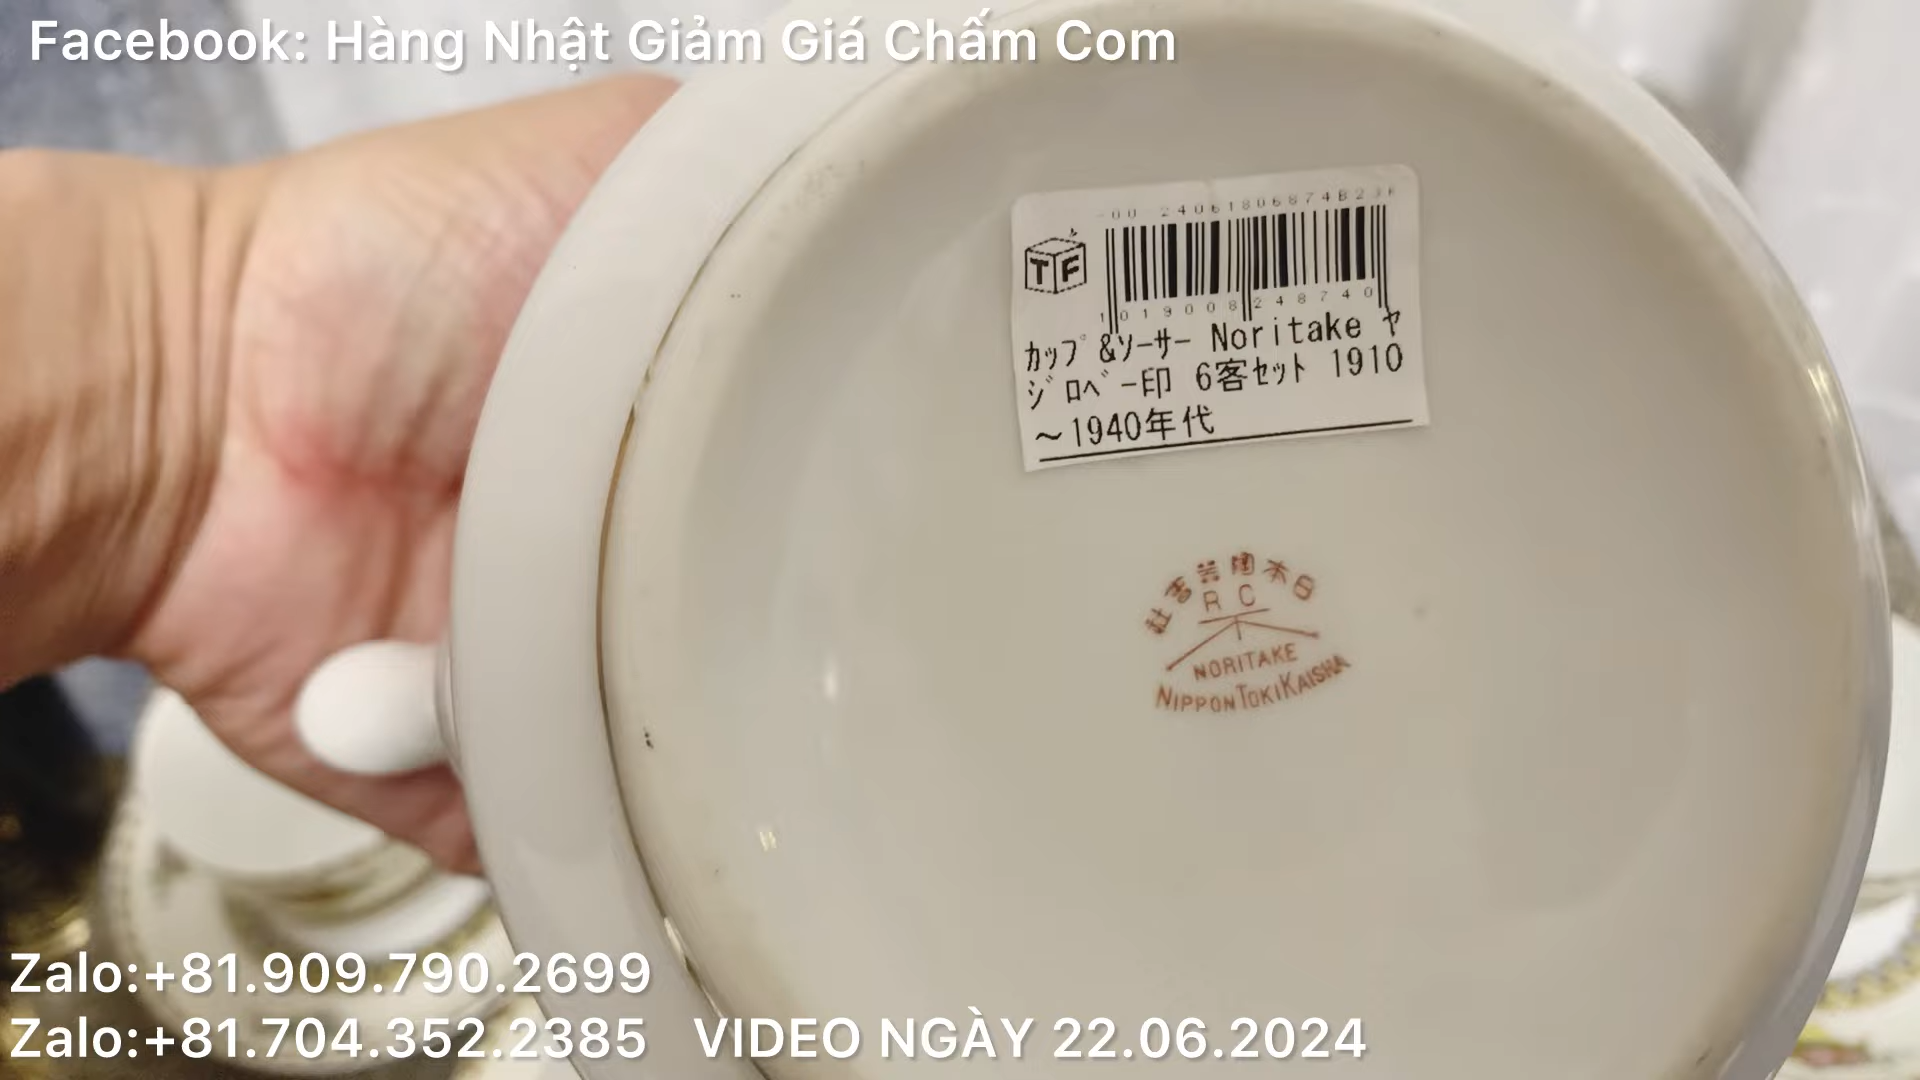 Facebook: Hàng Nhật Giảm Giá Chấm Com
-00 24061806874B23K
TF
1019008248740
ｶｯﾌﾟ&ｿｰｻｰ Noritake ﾔ
ｼﾞﾛﾍﾞｰ印 6客ｾｯﾄ 1910
～1940年代
社會器陶本日
RC
NORITAKE
NIPPON TOKI KAISHA
Zalo:+81.909.790.2699
Zalo:+81.704.352.2385 VIDEO NGÀY 22.06.2024